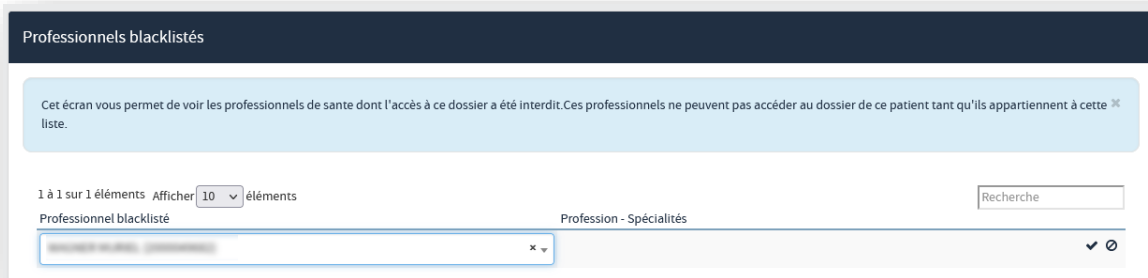 Professionnels blacklistés
Cet écran vous permet de voir les professionnels de sante dont l'accès à ce dossier a été interdit.Ces professionnels ne peuvent pas accéder au dossier de ce patient tant qu'ils appartiennent à cette
liste.
1 à 1 sur 1 éléments Afficher 10 éléments
Recherche
Professionnel blacklisté Profession - Spécialités